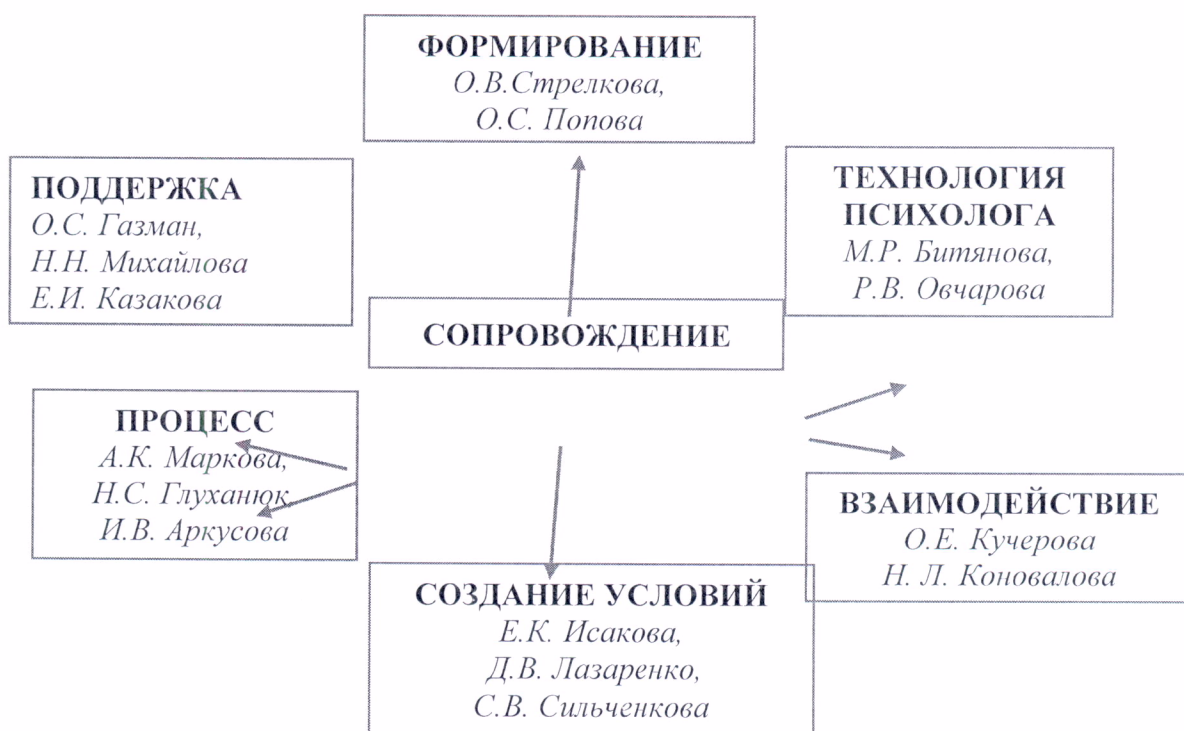 ФОРМИРОВАНИЕ
О.В.Стрелкова,
О.С. Попова
ПОДДЕРЖКА
О.С. Газман,
Н.Н. Михайлова
Е.И. Казакова
ТЕХНОЛОГИЯ
ПСИХОЛОГА
М.Р. Битянова,
Р.В. Овчарова
СОПРОВОЖДЕНИЕ
ПРОЦЕСС
А.К. Маркова,
Н.С. Глуханюк,
И.В. Аркусова
ВЗАИМОДЕЙСТВИЕ
О.Е. Кучерова
Н. Л. Коновалова
СОЗДАНИЕ УСЛОВИЙ
Е.К. Исакова,
Д.В. Лазаренко,
С.В. Сильченкова